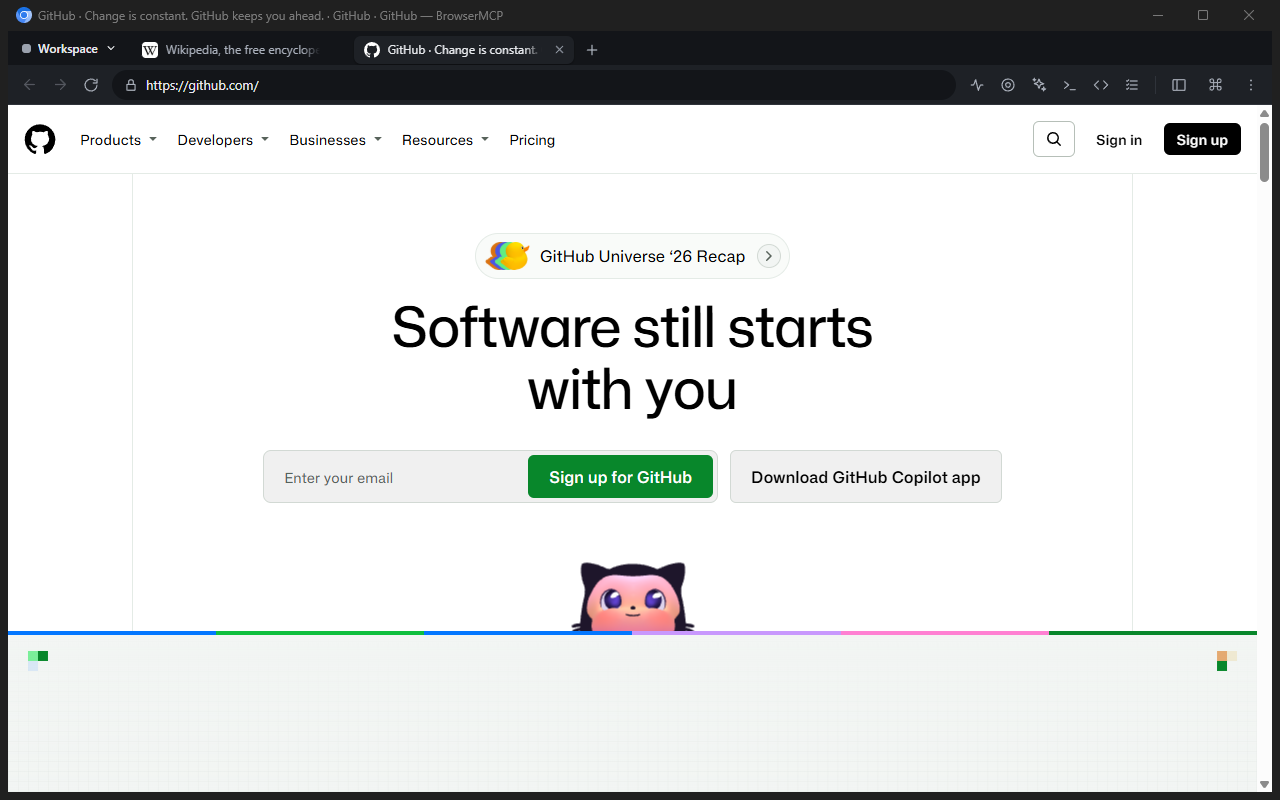 GitHub · Change is constant. GitHub keeps you ahead. · GitHub · GitHub — BrowserMCP
Workspace
Wikipedia, the free encyclope
GitHub · Change is constant.
https://github.com/
Products
Developers
Businesses
Resources
Pricing
Sign in
Sign up
GitHub Universe ‘26 Recap
Software still starts
with you
Enter your email
Sign up for GitHub
Download GitHub Copilot app